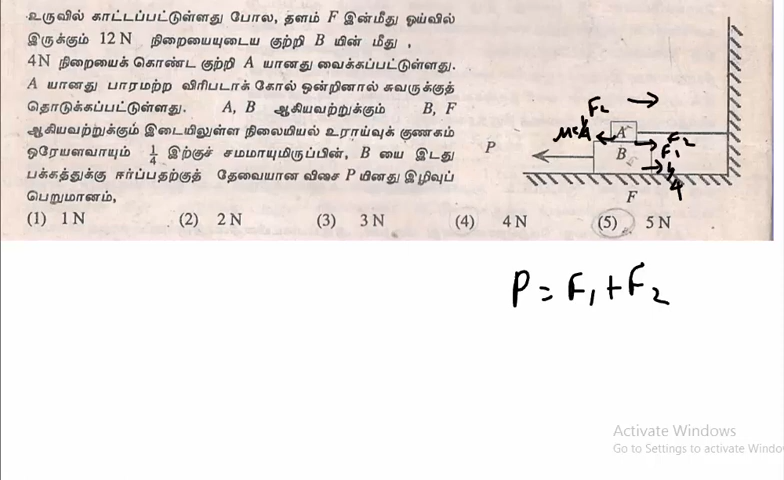 உருவில் காட்டப்பட்டுள்ளது போல, தளம் F இன்மீது ஓய்வில்
இருக்கும் 12 N நிறையையுடைய குற்றி B யின் மீது ,
4N நிறையைக் கொண்ட குற்றி A யானது வைக்கப்பட்டுள்ளது.
A யானது பாரமற்ற விரிபடாக் கோல் ஒன்றினால் சுவருக்குத்
தொடுக்கப்பட்டுள்ளது. A, B ஆகியவற்றுக்கும் B, F
ஆகியவற்றுக்கும் இடையிலுள்ள நிலையியல் உராய்வுக் குணகம்
ஒரேயளவாயும் 1/4 இற்குச் சமமாயுமிருப்பின், B யை இடது
பக்கத்துக்கு ஈர்ப்பதற்குத் தேவையான விசை P யினது இழிவுப்
பெறுமானம்,
(1) 1 N (2) 2 N (3) 3 N (4) 4 N (5) 5 N
F₂
A F₂
P B F₁
F
P = F₁ + F₂
Activate Windows
Go to Settings to activate Windo